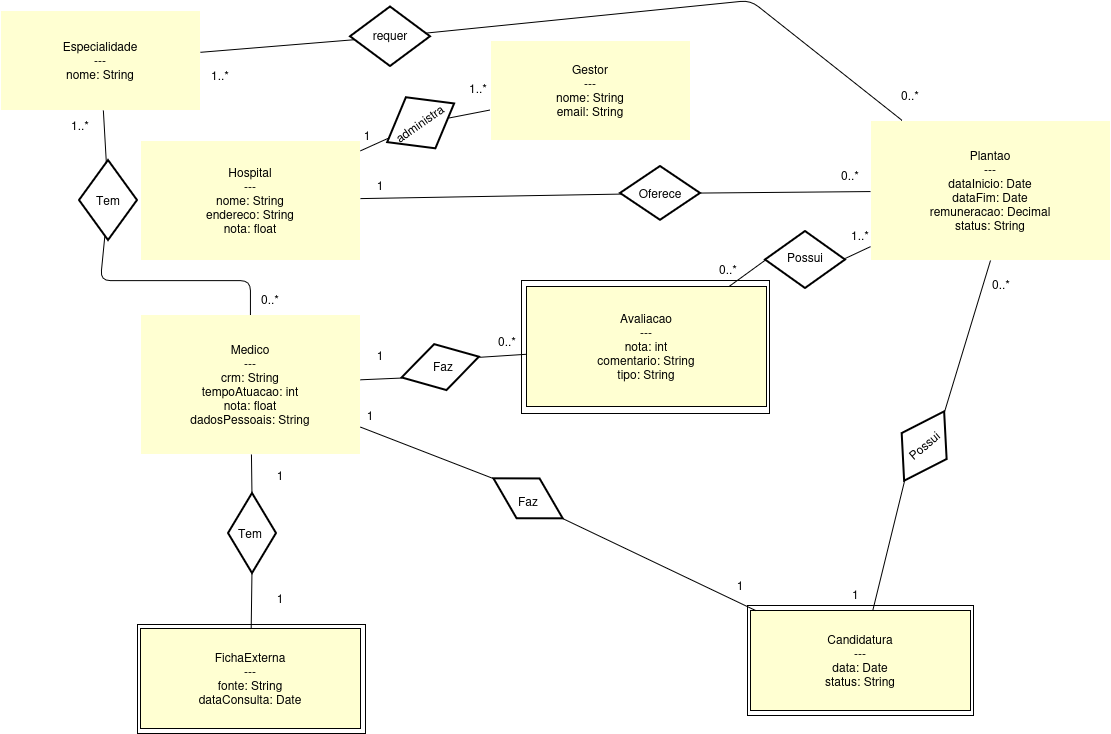 requer
Especialidade
---
nome: String
1..*
0..*
Gestor
---
nome: String
email: String
1..*
administra
1
1..*
Tem
Hospital
---
nome: String
endereco: String
nota: float
1
Oferece
0..*
Plantao
---
dataInicio: Date
dataFim: Date
remuneracao: Decimal
status: String
1..*
Possui
0..*
0..*
0..*
Medico
---
crm: String
tempoAtuacao: int
nota: float
dadosPessoais: String
1
Faz
0..*
Avaliacao
---
nota: int
comentario: String
tipo: String
1
Faz
Possui
1
Tem
1
1
1
FichaExterna
---
fonte: String
dataConsulta: Date
Candidatura
---
data: Date
status: String